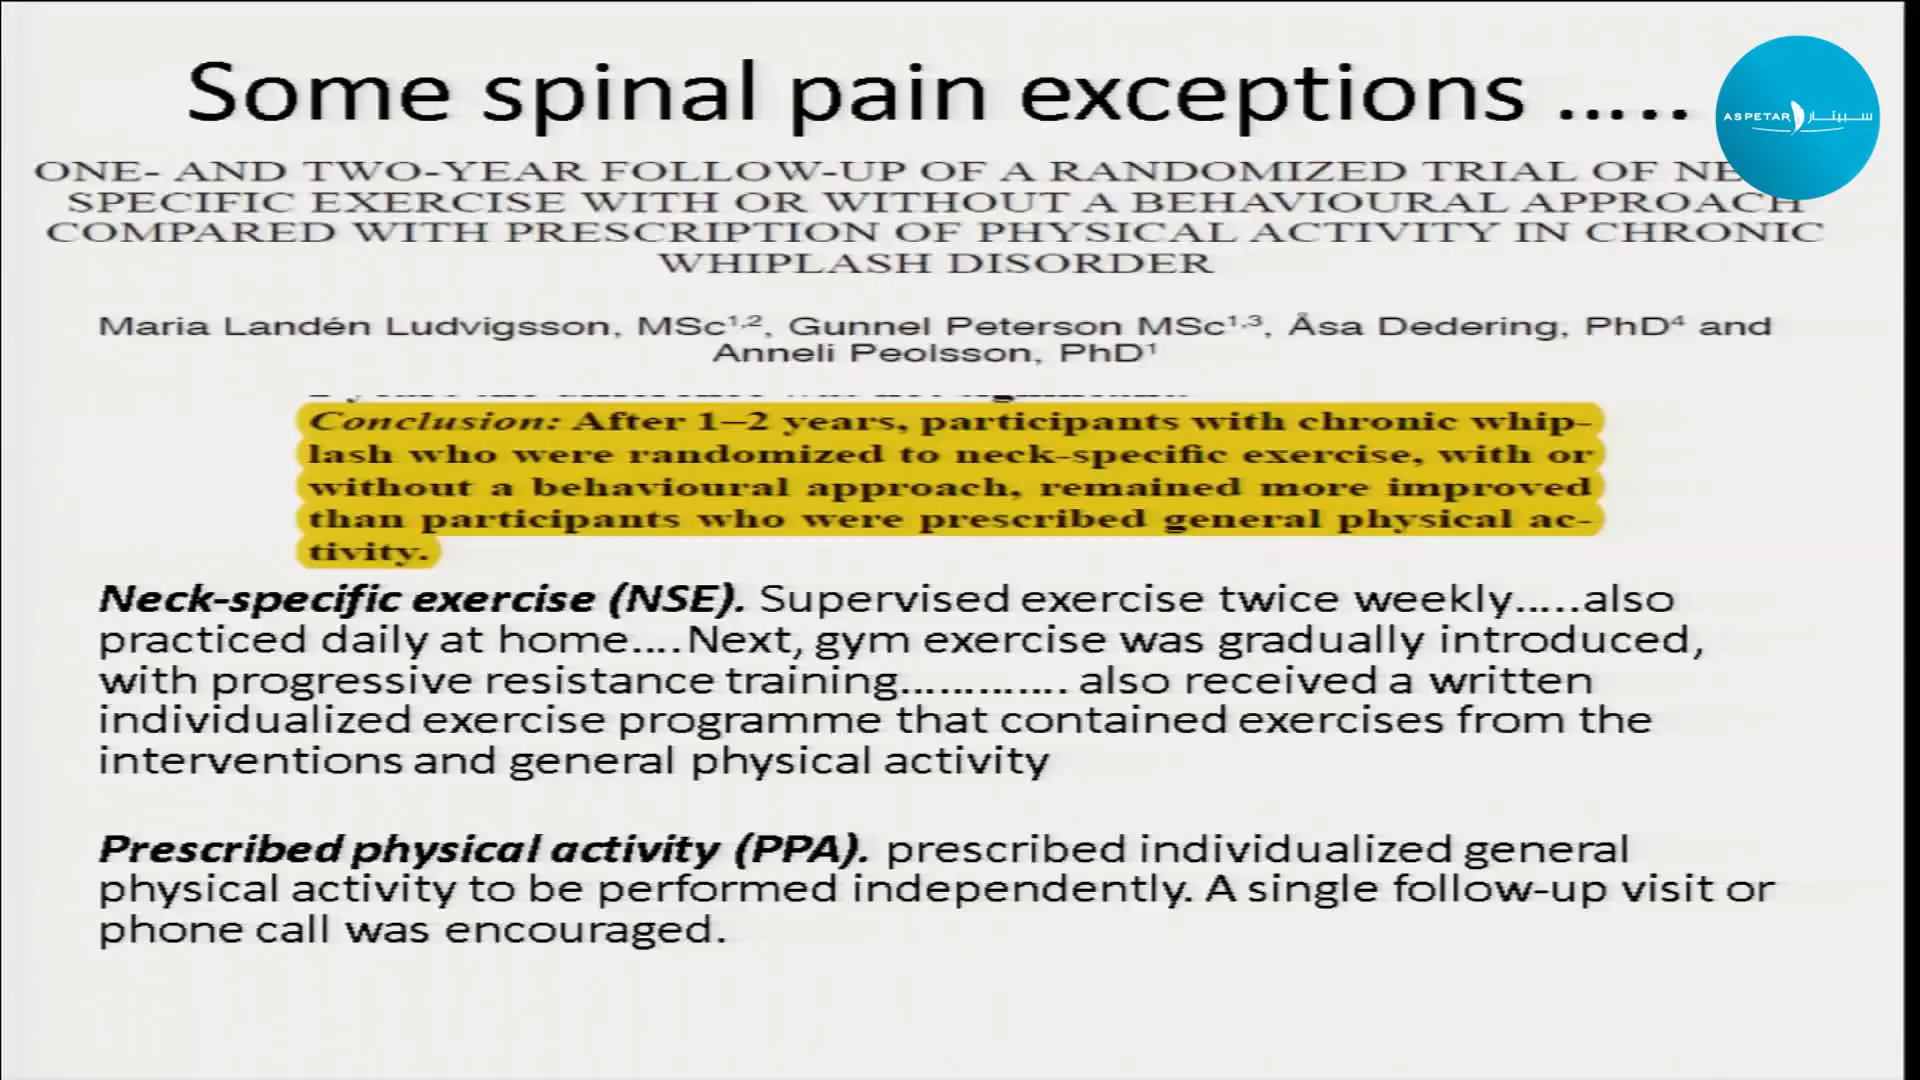 Some spinal pain exceptions .....
ASPETAR سبيتار
ONE- AND TWO-YEAR FOLLOW-UP OF A RANDOMIZED TRIAL OF NE
SPECIFIC EXERCISE WITH OR WITHOUT A BEHAVIOURAL APPROACH
COMPARED WITH PRESCRIPTION OF PHYSICAL ACTIVITY IN CHRONIC
WHIPLASH DISORDER
Maria Landén Ludvigsson, MSc¹,², Gunnel Peterson MSc¹,³, Åsa Dedering, PhD⁴ and
Anneli Peolsson, PhD¹
Conclusion: After 1–2 years, participants with chronic whip-
lash who were randomized to neck-specific exercise, with or
without a behavioural approach, remained more improved
than participants who were prescribed general physical ac-
tivity.
Neck-specific exercise (NSE). Supervised exercise twice weekly.....also
practiced daily at home....Next, gym exercise was gradually introduced,
with progressive resistance training............. also received a written
individualized exercise programme that contained exercises from the
interventions and general physical activity
Prescribed physical activity (PPA). prescribed individualized general
physical activity to be performed independently. A single follow-up visit or
phone call was encouraged.